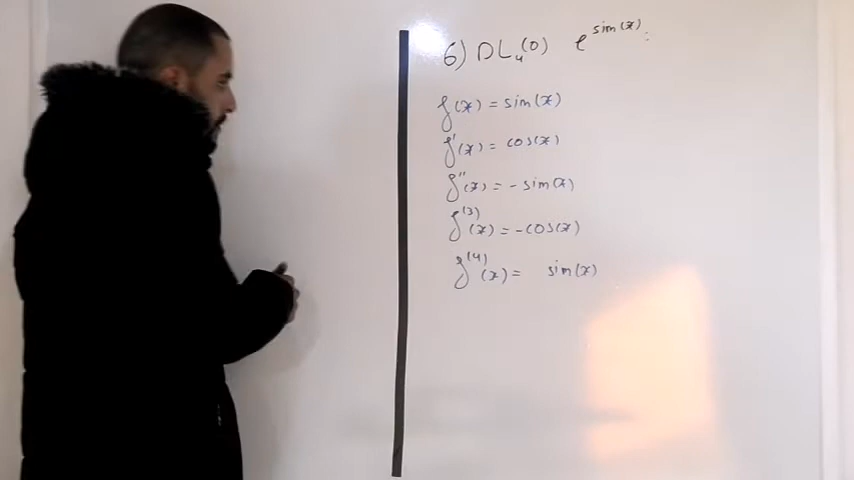 6) DL₄(0) e^sin(x) :
f(x) = sin(x)
f'(x) = cos(x)
f''(x) = - sin(x)
f^(3)(x) = - cos(x)
f^(4)(x) = sin(x)